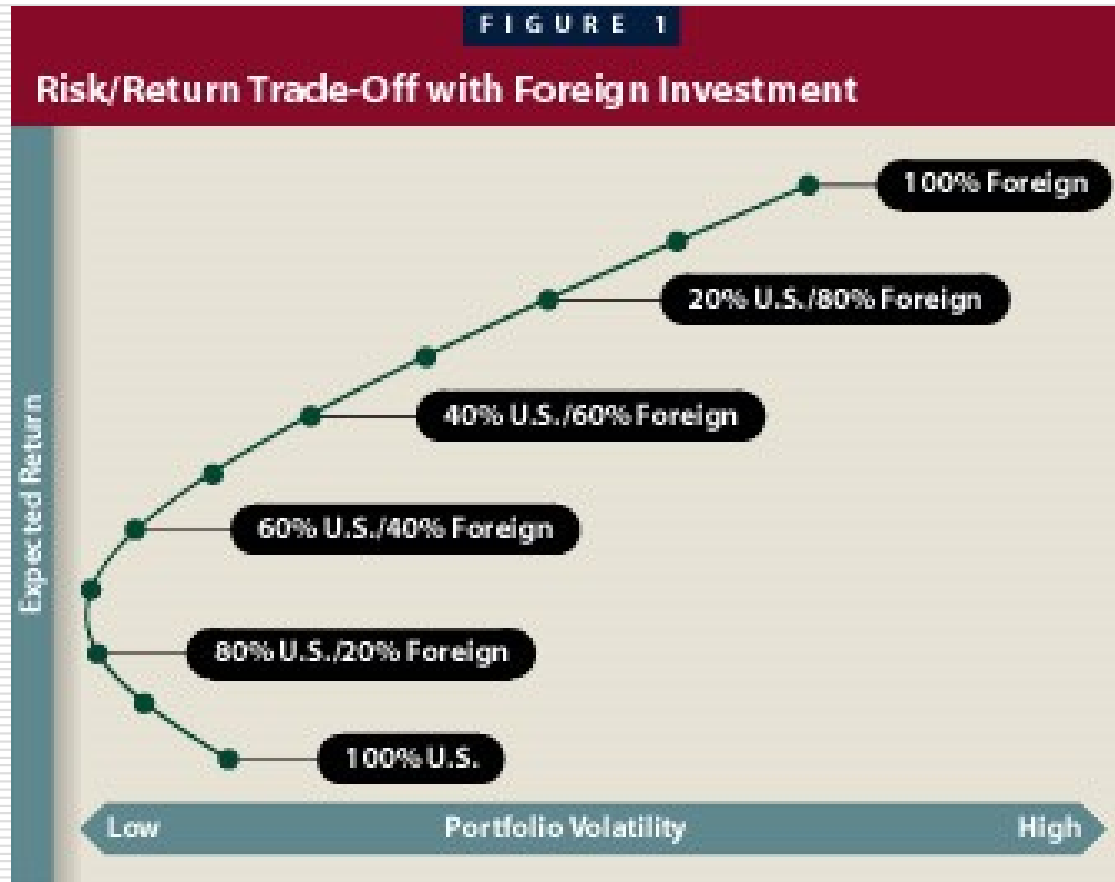 FIGURE 1
Risk/Return Trade-Off with Foreign Investment
100% Foreign
20% U.S./80% Foreign
40% U.S./60% Foreign
60% U.S./40% Foreign
80% U.S./20% Foreign
100% U.S.
Expected Return
Low Portfolio Volatility High